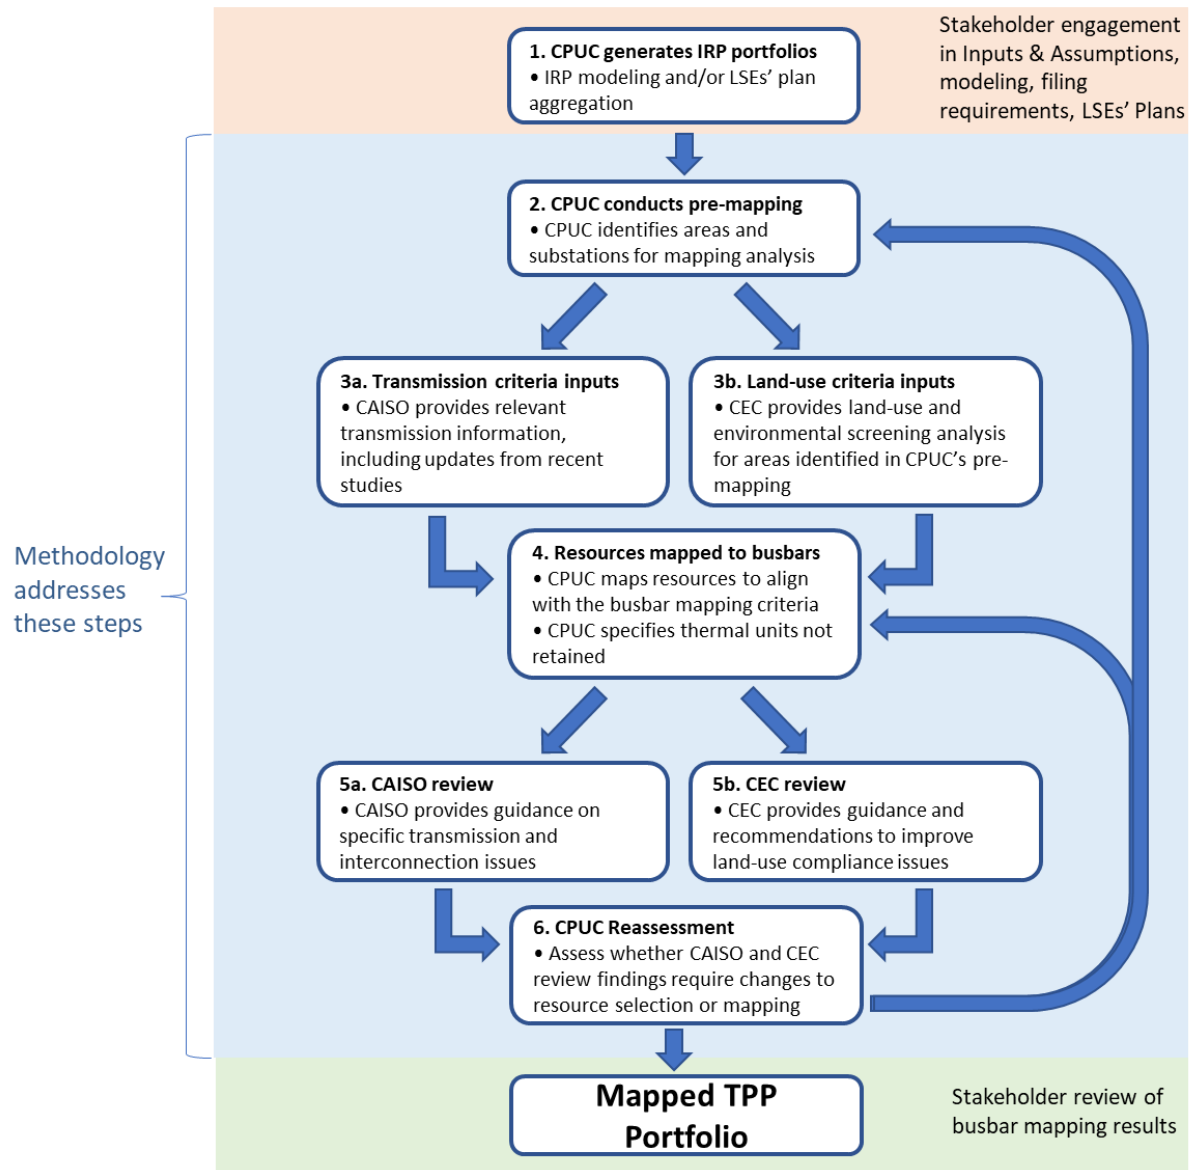 Stakeholder engagement
in Inputs & Assumptions,
modeling, filing
requirements, LSEs’ Plans
1. CPUC generates IRP portfolios
• IRP modeling and/or LSEs’ plan
aggregation
2. CPUC conducts pre-mapping
• CPUC identifies areas and
substations for mapping analysis
3a. Transmission criteria inputs
• CAISO provides relevant
transmission information,
including updates from recent
studies
3b. Land-use criteria inputs
• CEC provides land-use and
environmental screening analysis
for areas identified in CPUC’s pre-
mapping
Methodology
addresses
these steps
4. Resources mapped to busbars
• CPUC maps resources to align
with the busbar mapping criteria
• CPUC specifies thermal units not
retained
5a. CAISO review
• CAISO provides guidance on
specific transmission and
interconnection issues
5b. CEC review
• CEC provides guidance and
recommendations to improve
land-use compliance issues
6. CPUC Reassessment
• Assess whether CAISO and CEC
review findings require changes to
resource selection or mapping
Mapped TPP
Portfolio
Stakeholder review of
busbar mapping results